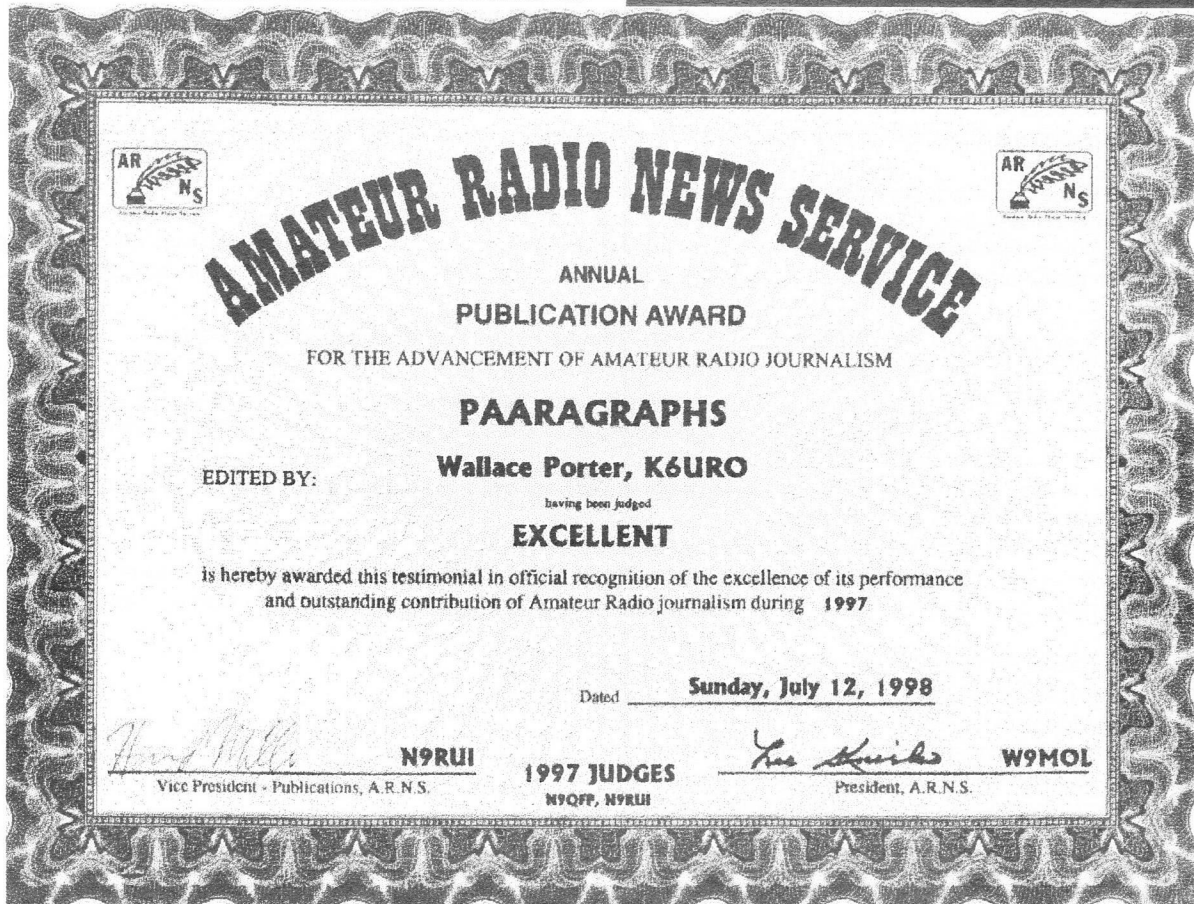 AR
NS
AR
NS
AMATEUR RADIO NEWS SERVICE
ANNUAL
PUBLICATION AWARD
FOR THE ADVANCEMENT OF AMATEUR RADIO JOURNALISM
PAARAGRAPHS
EDITED BY: Wallace Porter, K6URO
having been judged
EXCELLENT
is hereby awarded this testimonial in official recognition of the excellence of its performance
and outstanding contribution of Amateur Radio journalism during 1997
Dated Sunday, July 12, 1998
N9RUI
Vice President - Publications, A.R.N.S.
1997 JUDGES
N9QFP, N9RUI
W9MOL
President, A.R.N.S.